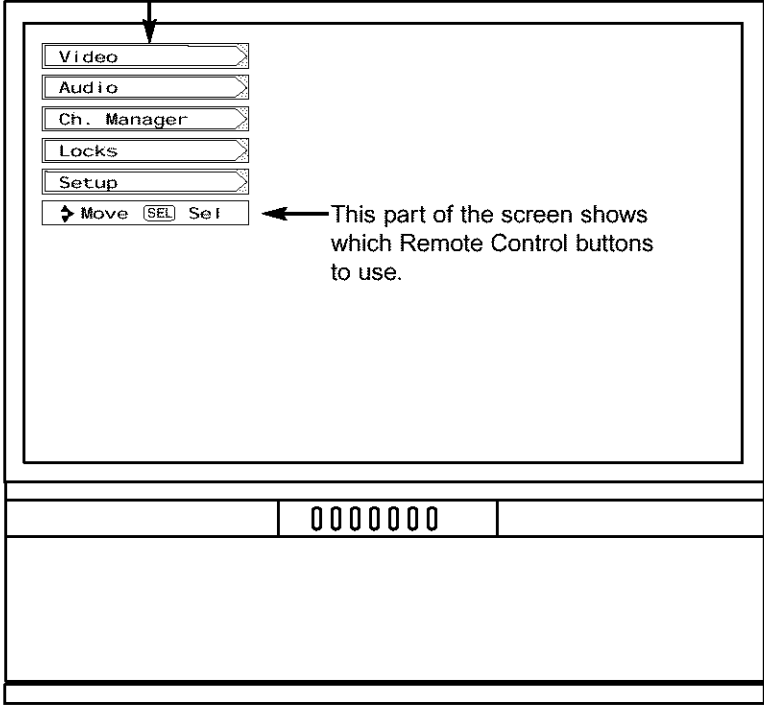 Video
Audio
Ch. Manager
Locks
Setup
Move SEL Sel
This part of the screen shows
which Remote Control buttons
to use.